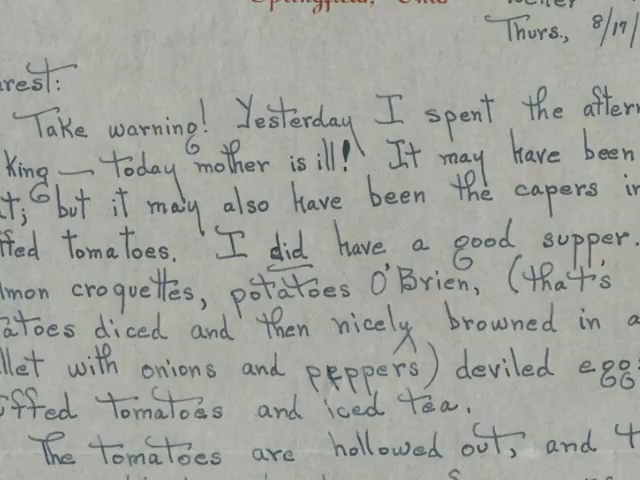 Springfield, Ohio
Thurs., 8/17/
rest:
Take warning! Yesterday I spent the after
king — today mother is ill! It may have been
t; but it may also have been the capers in
ffed tomatoes. I did have a good supper.
lmon croquettes, potatoes O'Brien, (that's
atoes diced and then nicely browned in a
llet with onions and peppers) deviled eggs
uffed tomatoes and iced tea.
The tomatoes are hollowed out, and t